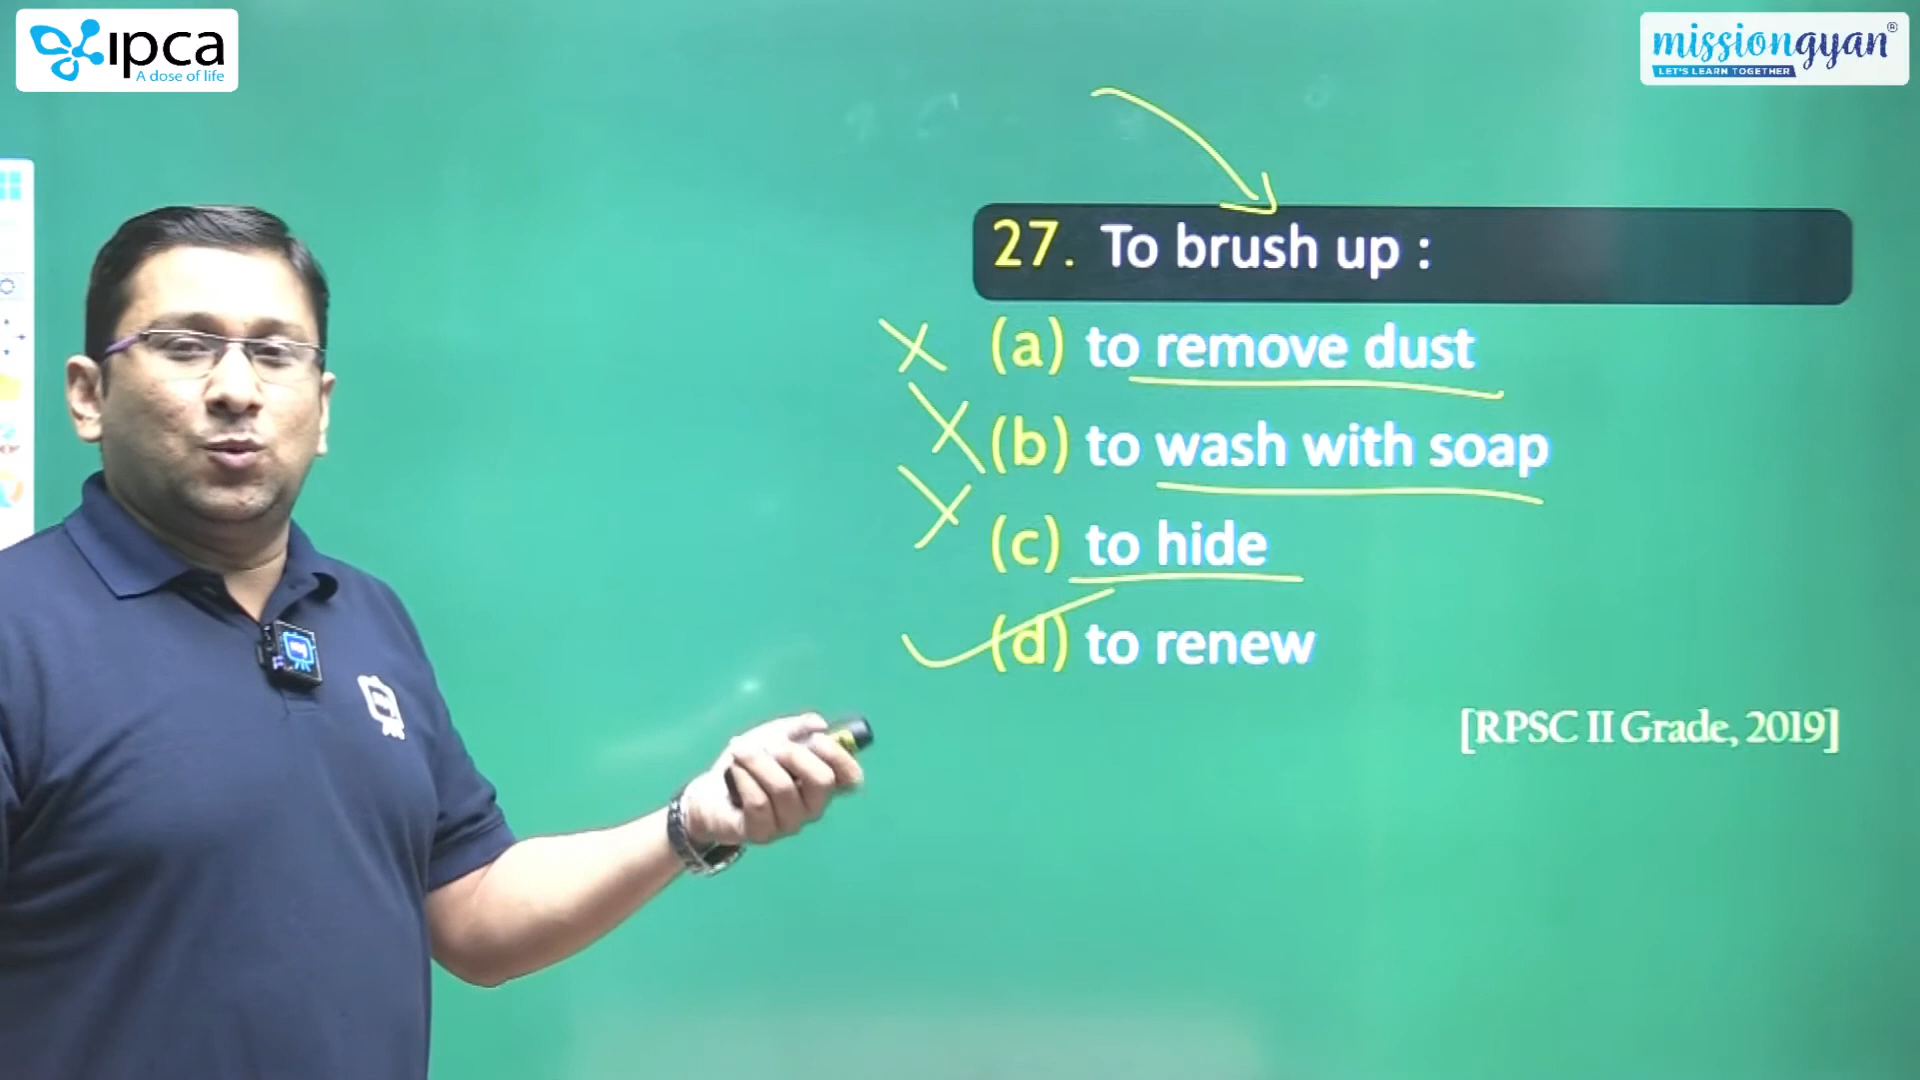 ipca
A dose of life
missiongyan®
LET'S LEARN TOGETHER
27. To brush up :
(a) to remove dust
(b) to wash with soap
(c) to hide
(d) to renew
[RPSC II Grade, 2019]